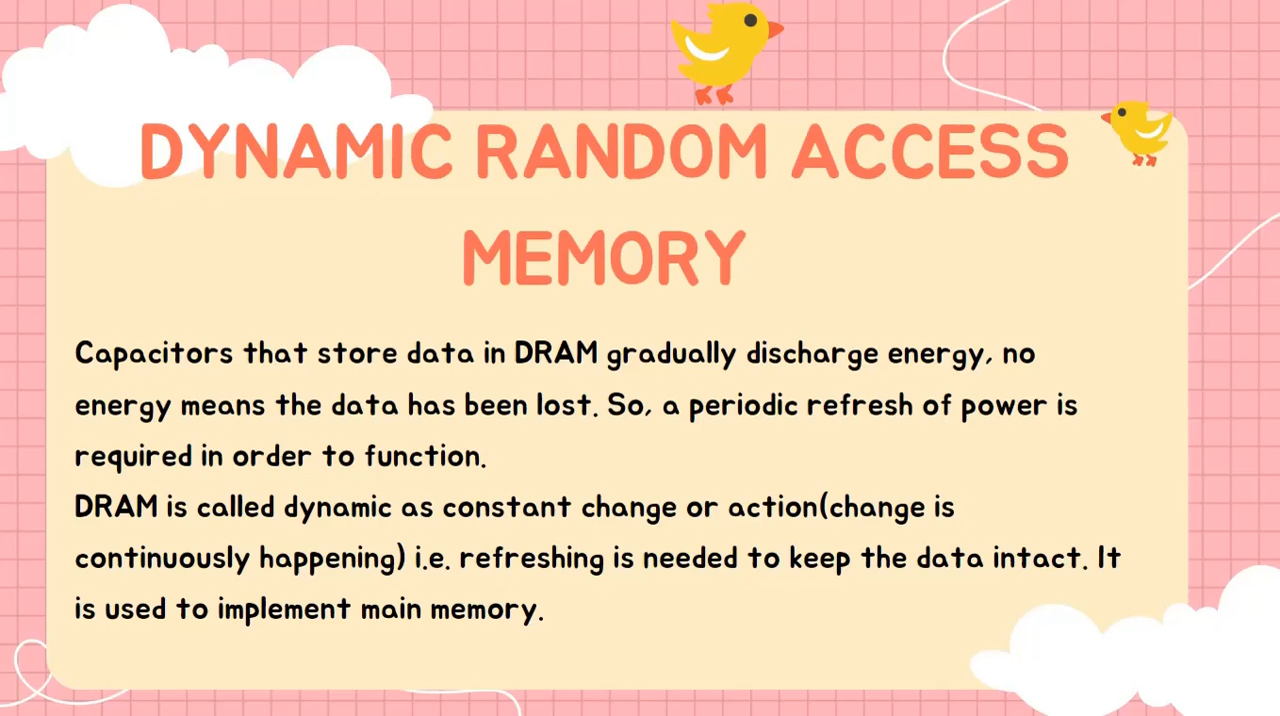 DYNAMIC RANDOM ACCESS
MEMORY
Capacitors that store data in DRAM gradually discharge energy, no
energy means the data has been lost. So, a periodic refresh of power is
required in order to function.
DRAM is called dynamic as constant change or action(change is
continuously happening) i.e. refreshing is needed to keep the data intact. It
is used to implement main memory.